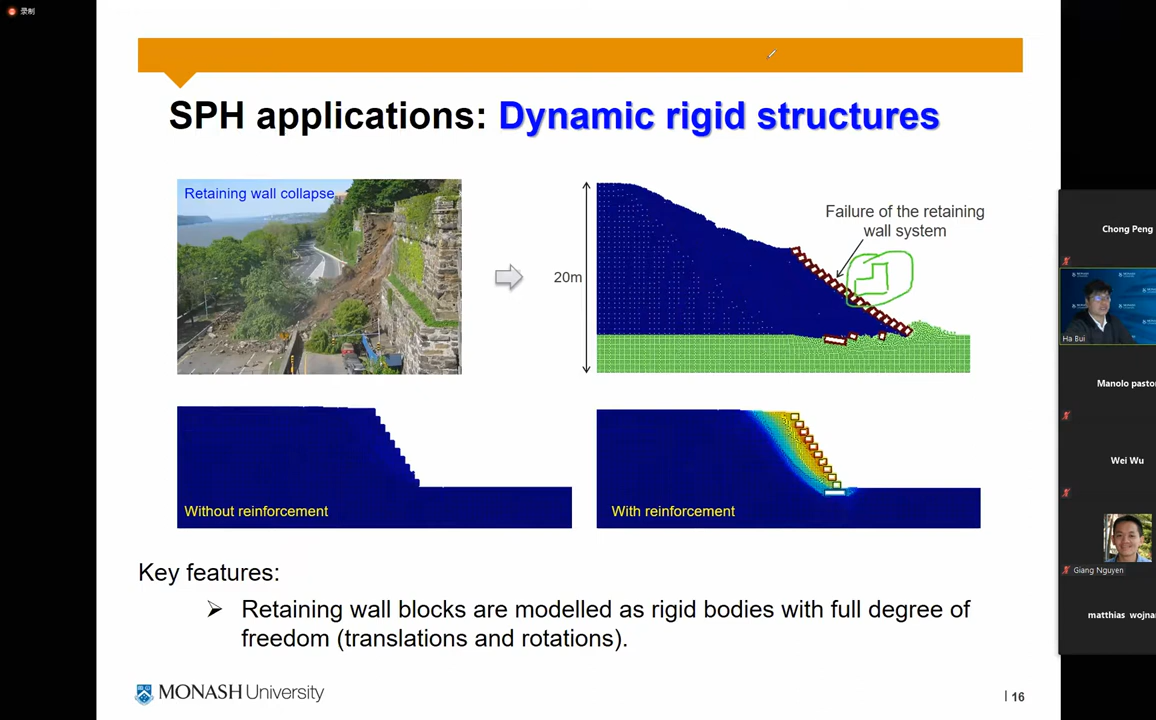 录制
SPH applications: Dynamic rigid structures
Retaining wall collapse
20m
Failure of the retaining
wall system
Without reinforcement
With reinforcement
Key features:
➢ Retaining wall blocks are modelled as rigid bodies with full degree of
freedom (translations and rotations).
MONASH University
16
Chong Peng
Ha Bui
Manolo pasto
Wei Wu
Giang Nguyen
matthias wojna